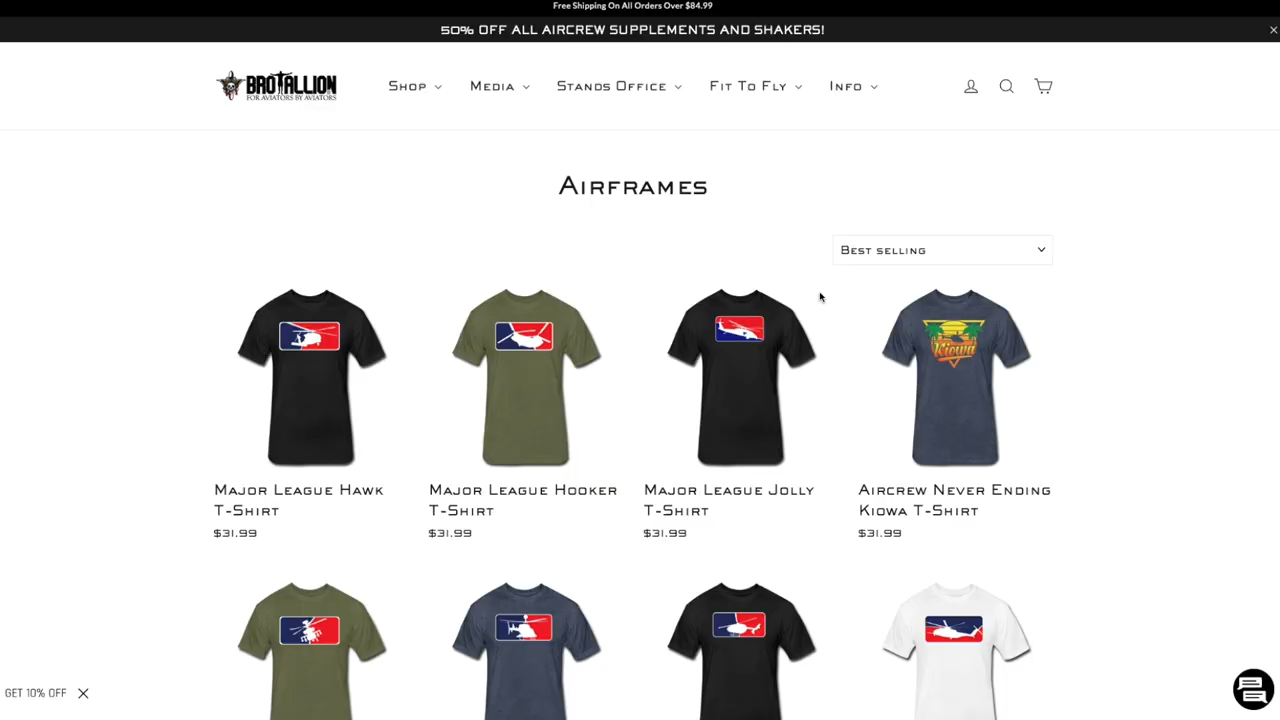 Free Shipping On All Orders Over $84.99
50% OFF ALL AIRCREW SUPPLEMENTS AND SHAKERS!
BROTALLION
FOR AVIATORS BY AVIATORS
Shop
Media
Stands Office
Fit To Fly
Info
Airframes
Best selling
Kiowa
Major League Hawk
T-Shirt
$31.99
Major League Hooker
T-Shirt
$31.99
Major League Jolly
T-Shirt
$31.99
Aircrew Never Ending
Kiowa T-Shirt
$31.99
GET 10% OFF